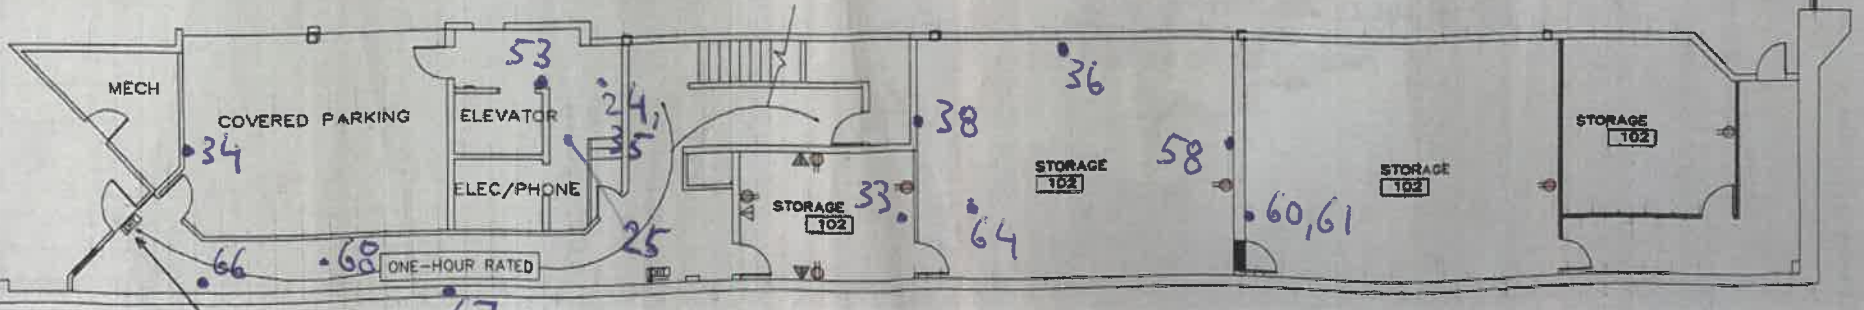 53
36
MECH
24,
COVERED PARKING
ELEVATOR
38
STORAGE
102
35
34
58
STORAGE
102
STORAGE
102
ELEC/PHONE
STORAGE
102
33
64
60,61
25
66
68
ONE-HOUR RATED